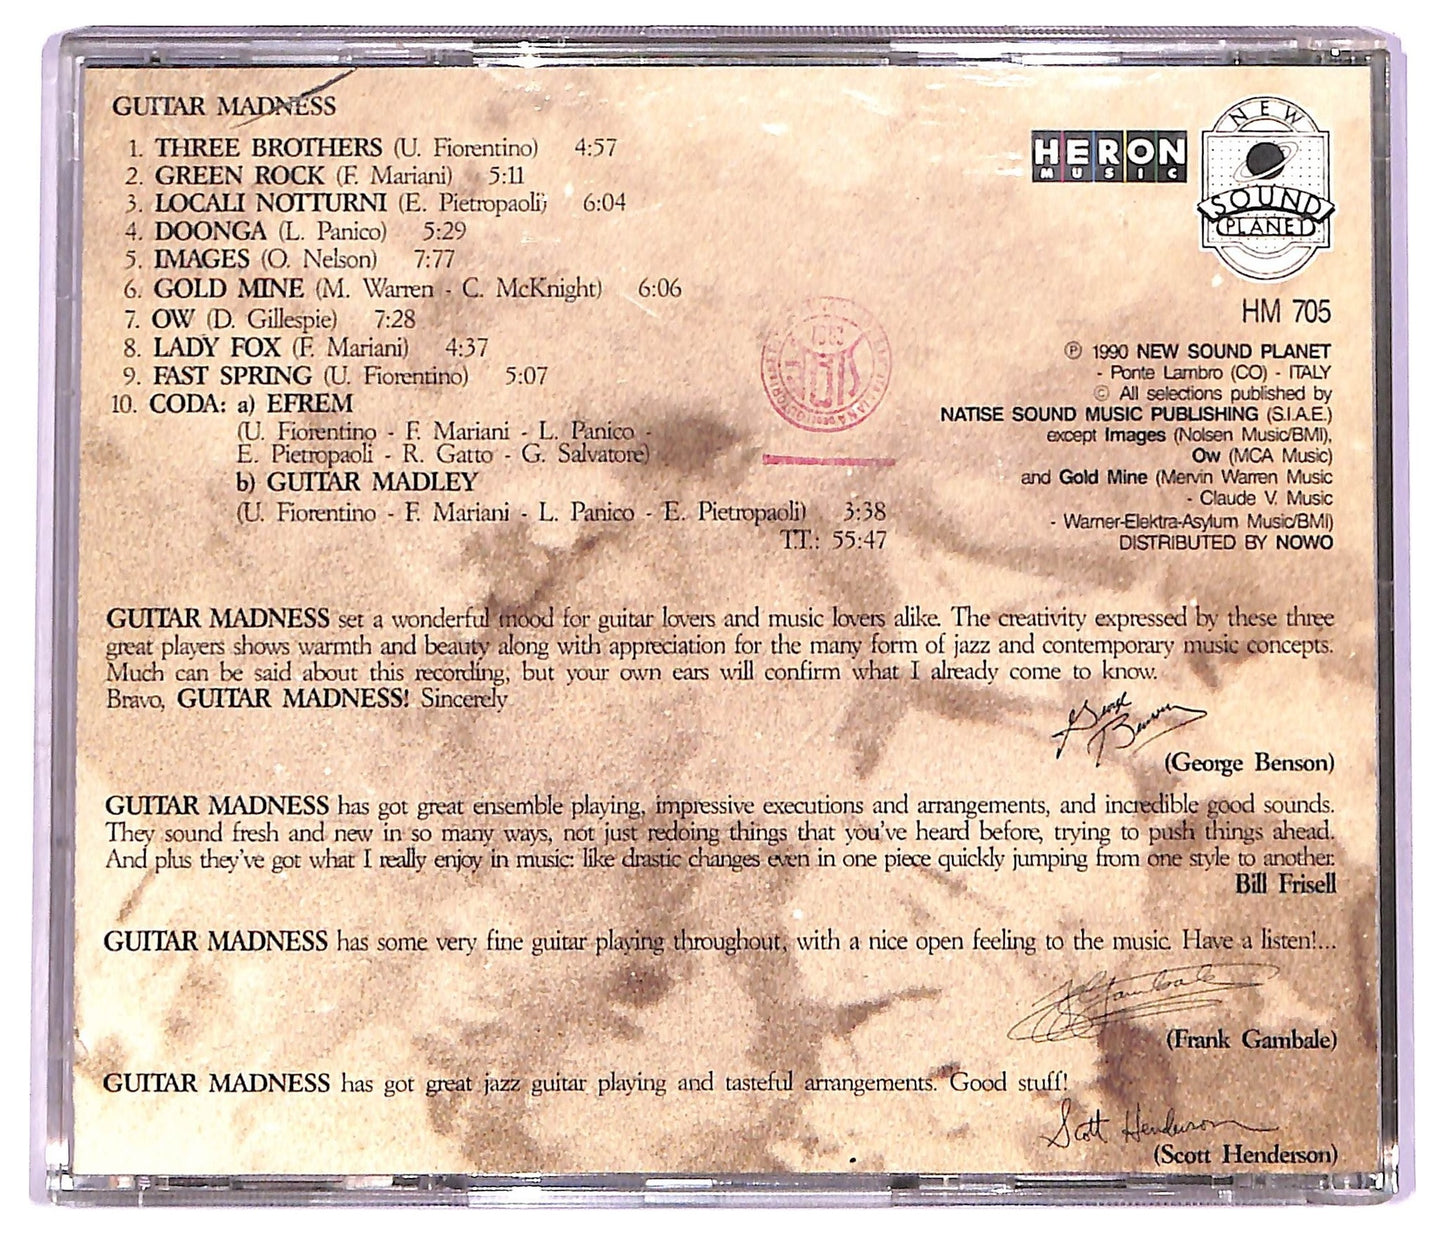 GUITAR MADNESS
1. THREE BROTHERS (U. Fiorentino) 4:57
2. GREEN ROCK (F. Mariani) 5:11
3. LOCALI NOTTURNI (E. Pietropaoli) 6:04
4. DOONGA (L. Panico) 5:29
5. IMAGES (O. Nelson) 7:77
6. GOLD MINE (M. Warren - C. McKnight) 6:06
7. OW (D. Gillespie) 7:28
8. LADY FOX (F. Mariani) 4:37
9. FAST SPRING (U. Fiorentino) 5:07
10. CODA: a) EFREM
(U. Fiorentino - F. Mariani - L. Panico -
E. Pietropaoli - R. Gatto - G. Salvatore)
b) GUITAR MADLEY
(U. Fiorentino - F. Mariani - L. Panico - E. Pietropaoli) 3:38
T.T.: 55:47
HERON
MUSIC
NEW
SOUND
PLANET
HM 705
℗ 1990 NEW SOUND PLANET
- Ponte Lambro (CO) - ITALY
© All selections published by
NATISE SOUND MUSIC PUBLISHING (S.I.A.E.)
except Images (Nolsen Music/BMI),
Ow (MCA Music)
and Gold Mine (Mervin Warren Music
- Claude V. Music
- Warner-Elektra-Asylum Music/BMI)
DISTRIBUTED BY NOWO
GUITAR MADNESS set a wonderful mood for guitar lovers and music lovers alike. The creativity expressed by these three
great players shows warmth and beauty along with appreciation for the many form of jazz and contemporary music concepts.
Much can be said about this recording, but your own ears will confirm what I already come to know.
Bravo, GUITAR MADNESS! Sincerely
George Benson
(George Benson)
GUITAR MADNESS has got great ensemble playing, impressive executions and arrangements, and incredible good sounds.
They sound fresh and new in so many ways, not just redoing things that you've heard before, trying to push things ahead.
And plus they've got what I really enjoy in music: like drastic changes even in one piece quickly jumping from one style to another.
Bill Frisell
GUITAR MADNESS has some very fine guitar playing throughout, with a nice open feeling to the music. Have a listen!...
(Frank Gambale)
GUITAR MADNESS has got great jazz guitar playing and tasteful arrangements. Good stuff!
Scott Henderson
(Scott Henderson)